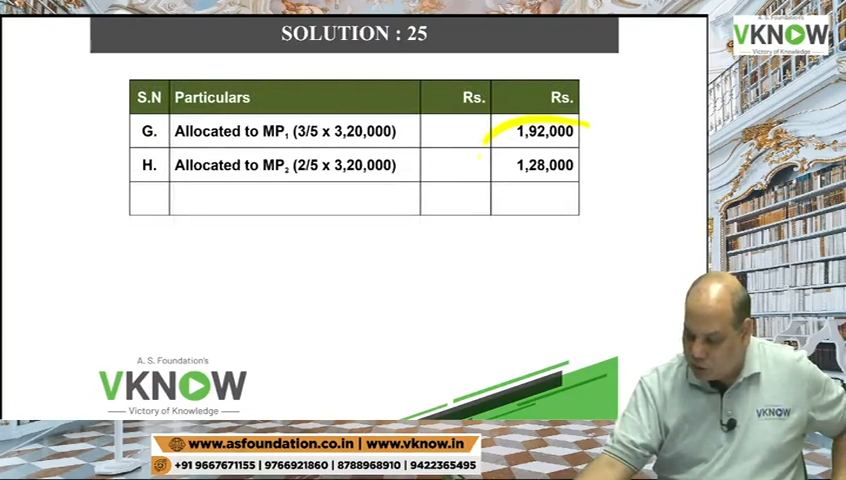 SOLUTION : 25
A. S. Foundation's
VKNOW
Victory of Knowledge
S.N Particulars Rs. Rs.
G. Allocated to MP1 (3/5 x 3,20,000) 1,92,000
H. Allocated to MP2 (2/5 x 3,20,000) 1,28,000
A. S. Foundation's
VKNOW
Victory of Knowledge
VKNOW
www.asfoundation.co.in | www.vknow.in
+91 9667671155 | 9766921860 | 8788968910 | 9422365495